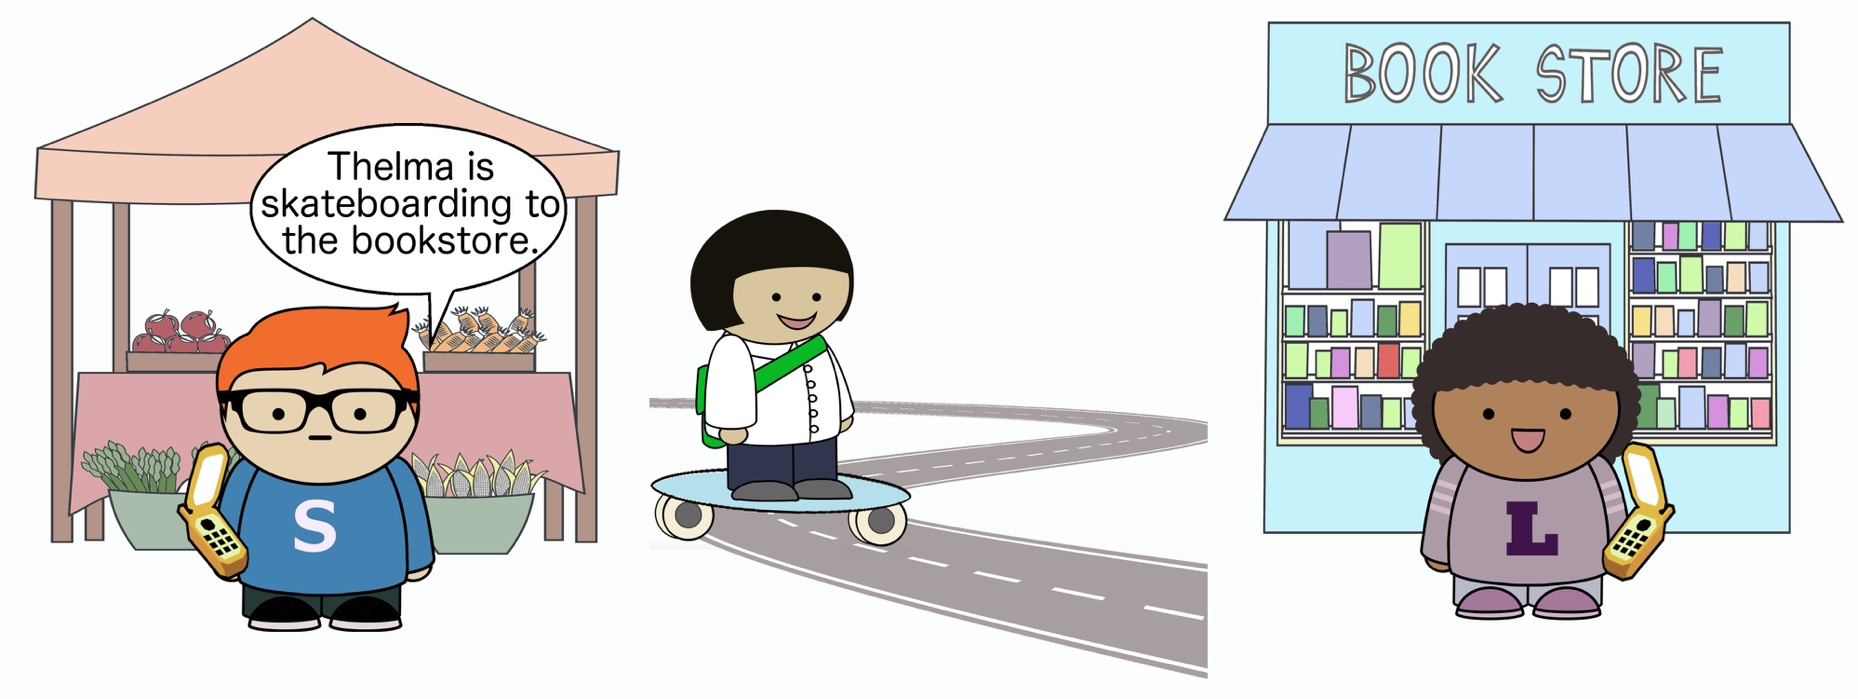 Thelma is
skateboarding to
the bookstore.
S
BOOK STORE
L